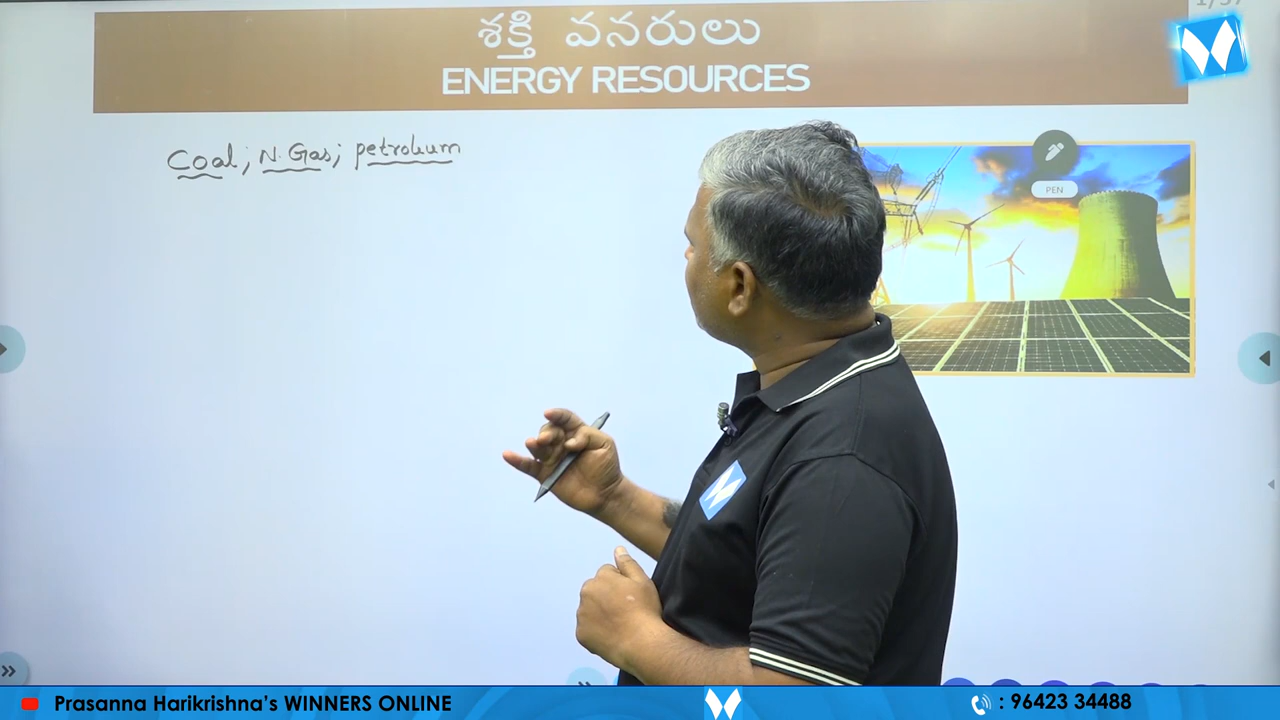 శక్తి వనరులు
ENERGY RESOURCES
Coal; N. Gas; petroleum
PEN
Prasanna Harikrishna's WINNERS ONLINE
: 96423 34488